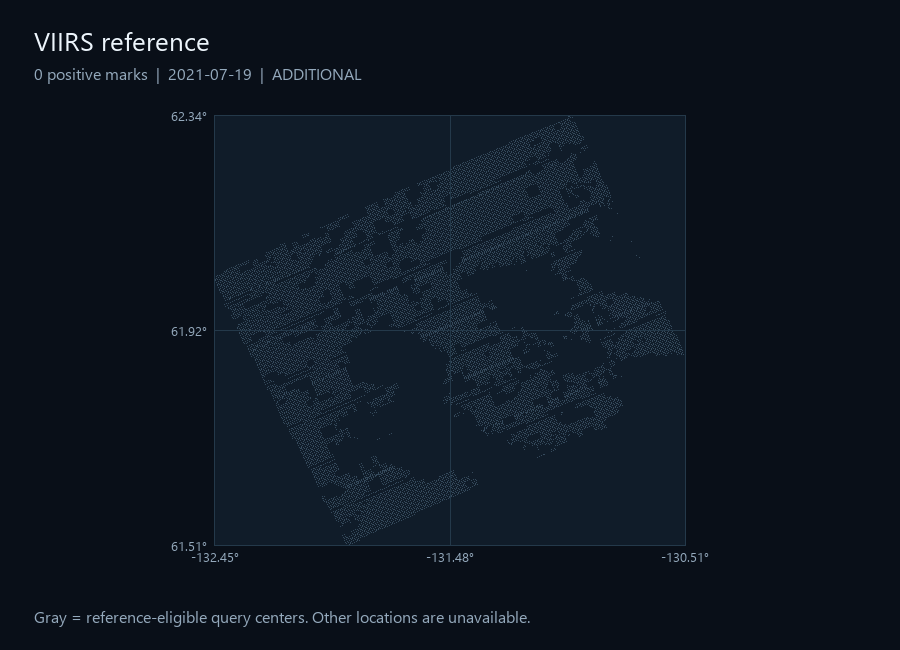 VIIRS reference
0 positive marks | 2021-07-19 | ADDITIONAL
62.34°
61.92°
61.51°
-132.45°
-131.48°
-130.51°
Gray = reference-eligible query centers. Other locations are unavailable.